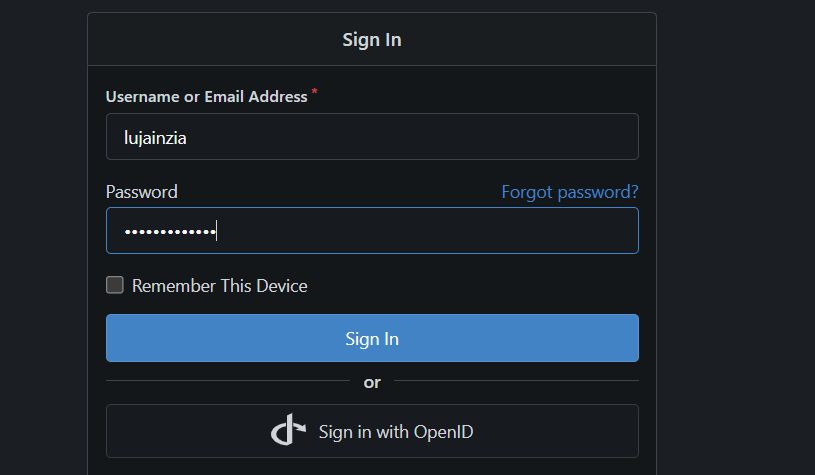 Sign In
Username or Email Address *
lujainzia
Password Forgot password?
•••••••••••••
Remember This Device
Sign In
or
Sign in with OpenID